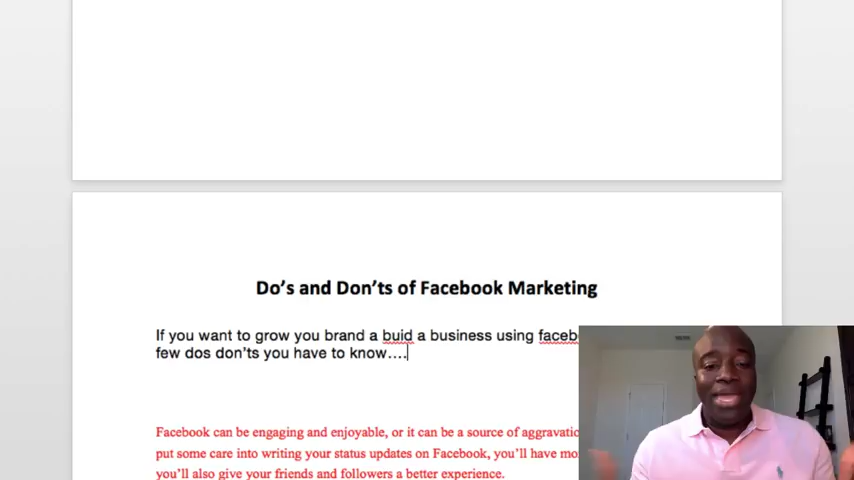 Do's and Don'ts of Facebook Marketing
If you want to grow you brand a buid a business using
few dos don'ts you have to know....
Facebook can be engaging and enjoyable, or it can be a source of
put some care into writing your status updates on Facebook, you'll have
you'll also give your friends and followers a better experience.